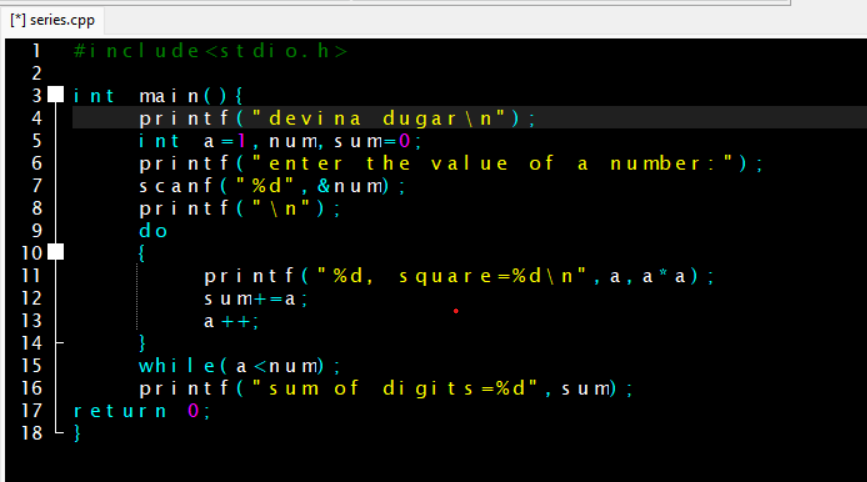 [*] series.cpp
1 #include<stdio.h>
2
3 int main(){
4 printf("devina dugar\n");
5 int a=1,num,sum=0;
6 printf("enter the value of a number:");
7 scanf("%d",&num);
8 printf("\n");
9 do
10 {
11 printf("%d, square=%d\n",a,a*a);
12 sum+=a;
13 a++;
14 }
15 while(a<num);
16 printf("sum of digits=%d",sum);
17 return 0;
18 }